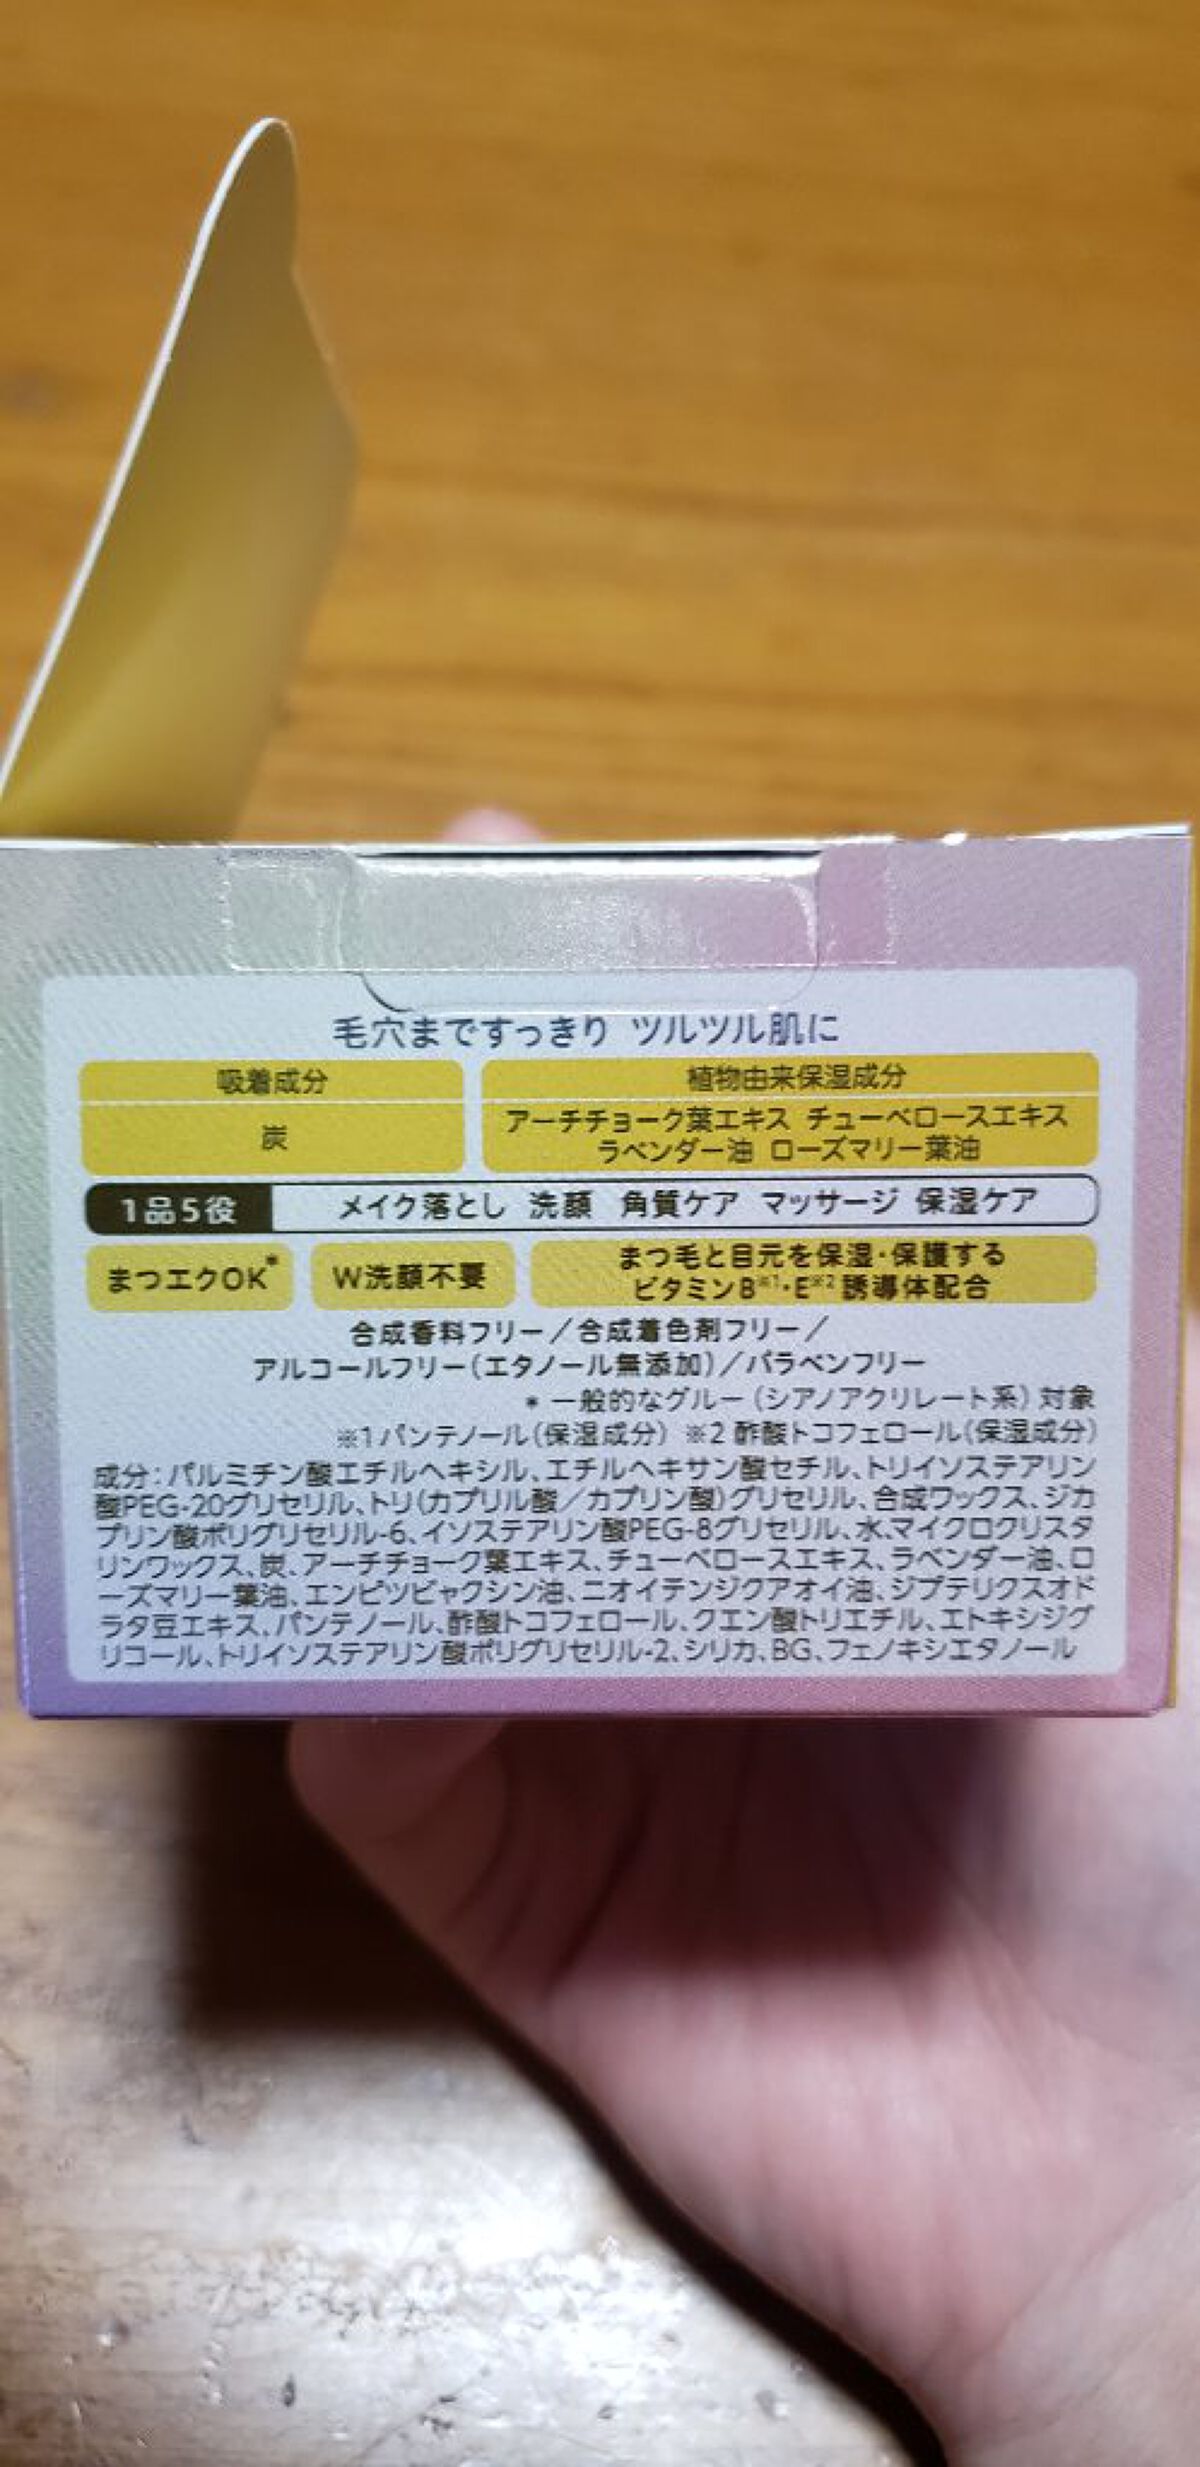 毛穴まですっきり ツルツル肌に
吸着成分
炭
植物由来保湿成分
アーチチョーク葉エキス チューベロースエキス
ラベンダー油 ローズマリー葉油
1品5役 メイク落とし 洗顔 角質ケア マッサージ 保湿ケア
まつエクOK*
W洗顔不要
まつ毛と目元を保湿・保護する
ビタミンB※1・E※2誘導体配合
合成香料フリー/合成着色剤フリー/
アルコールフリー(エタノール無添加)/パラベンフリー
* 一般的なグルー(シアノアクリレート系)対象
※1パンテノール(保湿成分) ※2 酢酸トコフェロール(保湿成分)
成分:パルミチン酸エチルヘキシル、エチルヘキサン酸セチル、トリイソステアリン
酸PEG-20グリセリル、トリ(カプリル酸/カプリン酸)グリセリル、合成ワックス、ジカ
プリン酸ポリグリセリル-6、イソステアリン酸PEG-8グリセリル、水、マイクロクリスタ
リンワックス、炭、アーチチョーク葉エキス、チューベロースエキス、ラベンダー油、ロ
ーズマリー葉油、エンピツビャクシン油、ニオイテンジクアオイ油、ジプテリクスオド
ラタ豆エキス、パンテノール、酢酸トコフェロール、クエン酸トリエチル、エトキシジグ
リコール、トリイソステアリン酸ポリグリセリル-2、シリカ、BG、フェノキシエタノール